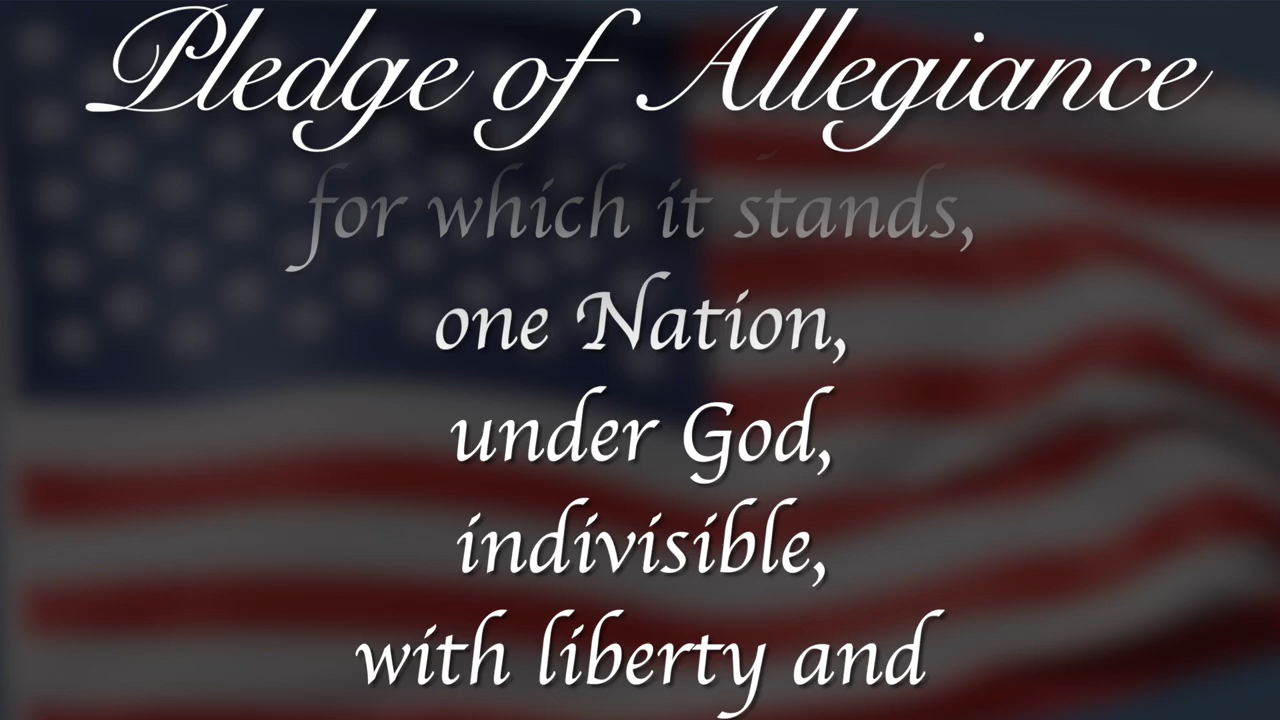 Pledge of Allegiance
for which it stands,
one Nation,
under God,
indivisible,
with liberty and